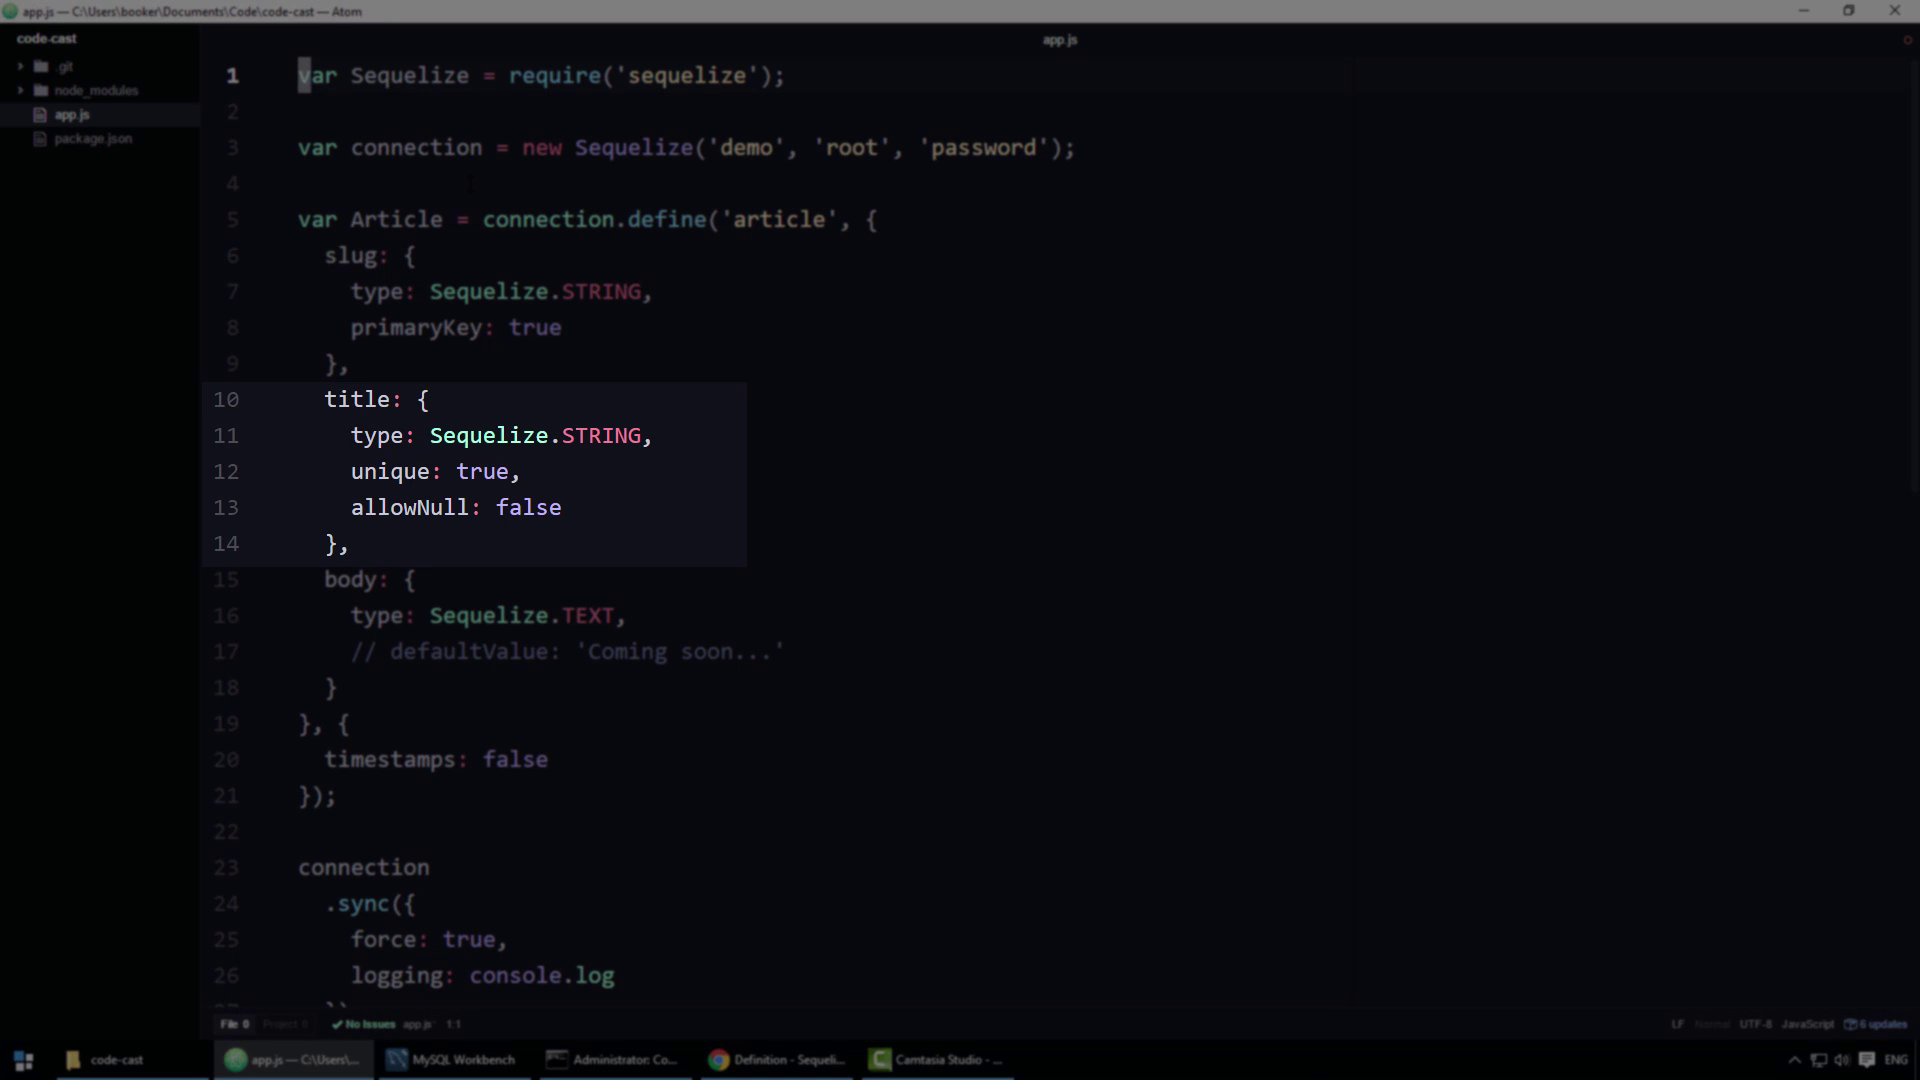 app.js — C:\Users\booker\Documents\Code\code-cast — Atom
code-cast
app.js
.git
node_modules
app.js
package.json
1 var Sequelize = require('sequelize');
2
3 var connection = new Sequelize('demo', 'root', 'password');
4
5 var Article = connection.define('article', {
6 slug: {
7 type: Sequelize.STRING,
8 primaryKey: true
9 },
10 title: {
11 type: Sequelize.STRING,
12 unique: true,
13 allowNull: false
14 },
15 body: {
16 type: Sequelize.TEXT,
17 // defaultValue: 'Coming soon...'
18 }
19 }, {
20 timestamps: false
21 });
22
23 connection
24 .sync({
25 force: true,
26 logging: console.log
File 0 Project 0 No Issues app.js 1:1 LF Normal UTF-8 JavaScript 6 updates
code-cast app.js — C:\Users\... MySQL Workbench Administrator: Co... Definition - Sequeli... Camtasia Studio - ... ENG